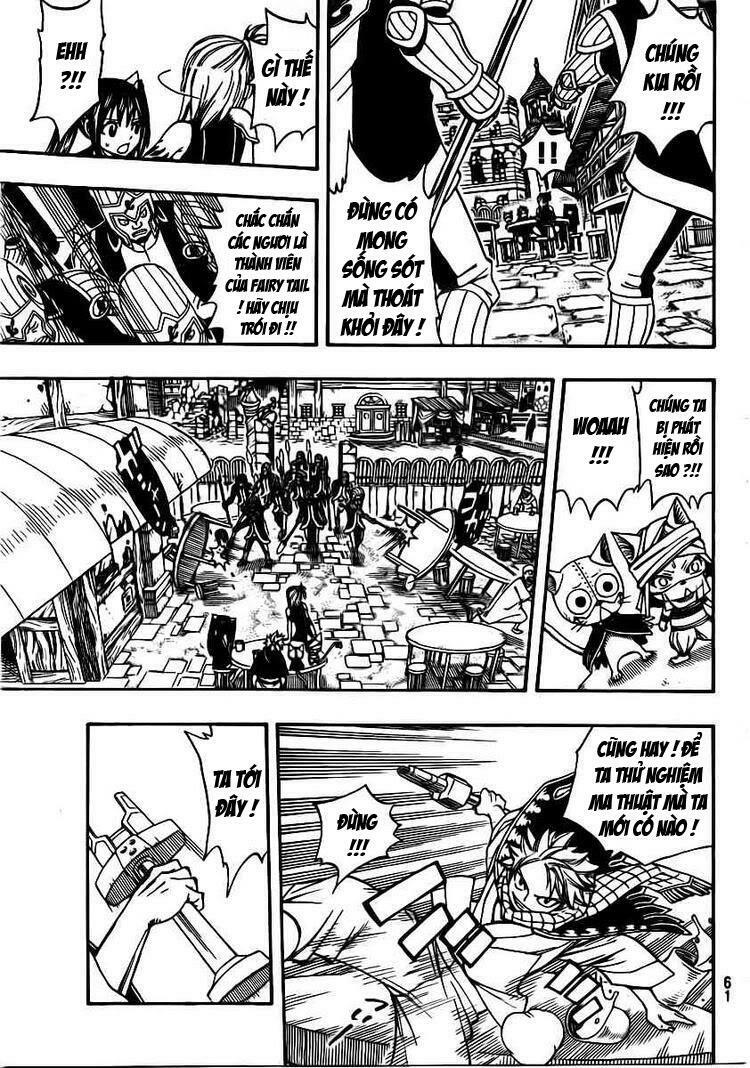 CHÚNG
KIA RỒI
!!!
!!
ĐỪNG CÓ
MONG
SỐNG SÓT
MÀ THOÁT
KHỎI ĐÂY !
GÌ THẾ
NÀY !
EHH
?!!
CHẮC CHẮN
CÁC NGƯƠI LÀ
THÀNH VIÊN
CỦA FAIRY TAIL
! HÃY CHỊU
TRÓI ĐI !!
CHÚNG TA
BỊ PHÁT
HIỆN RỒI
SAO ?!!
WOAAH
!!!
CŨNG HAY ! ĐỂ
TA THỬ NGHIỆM
MA THUẬT MÀ TA
MỚI CÓ NÀO !
ĐỪNG
!!!
TA TỚI
ĐÂY !
61